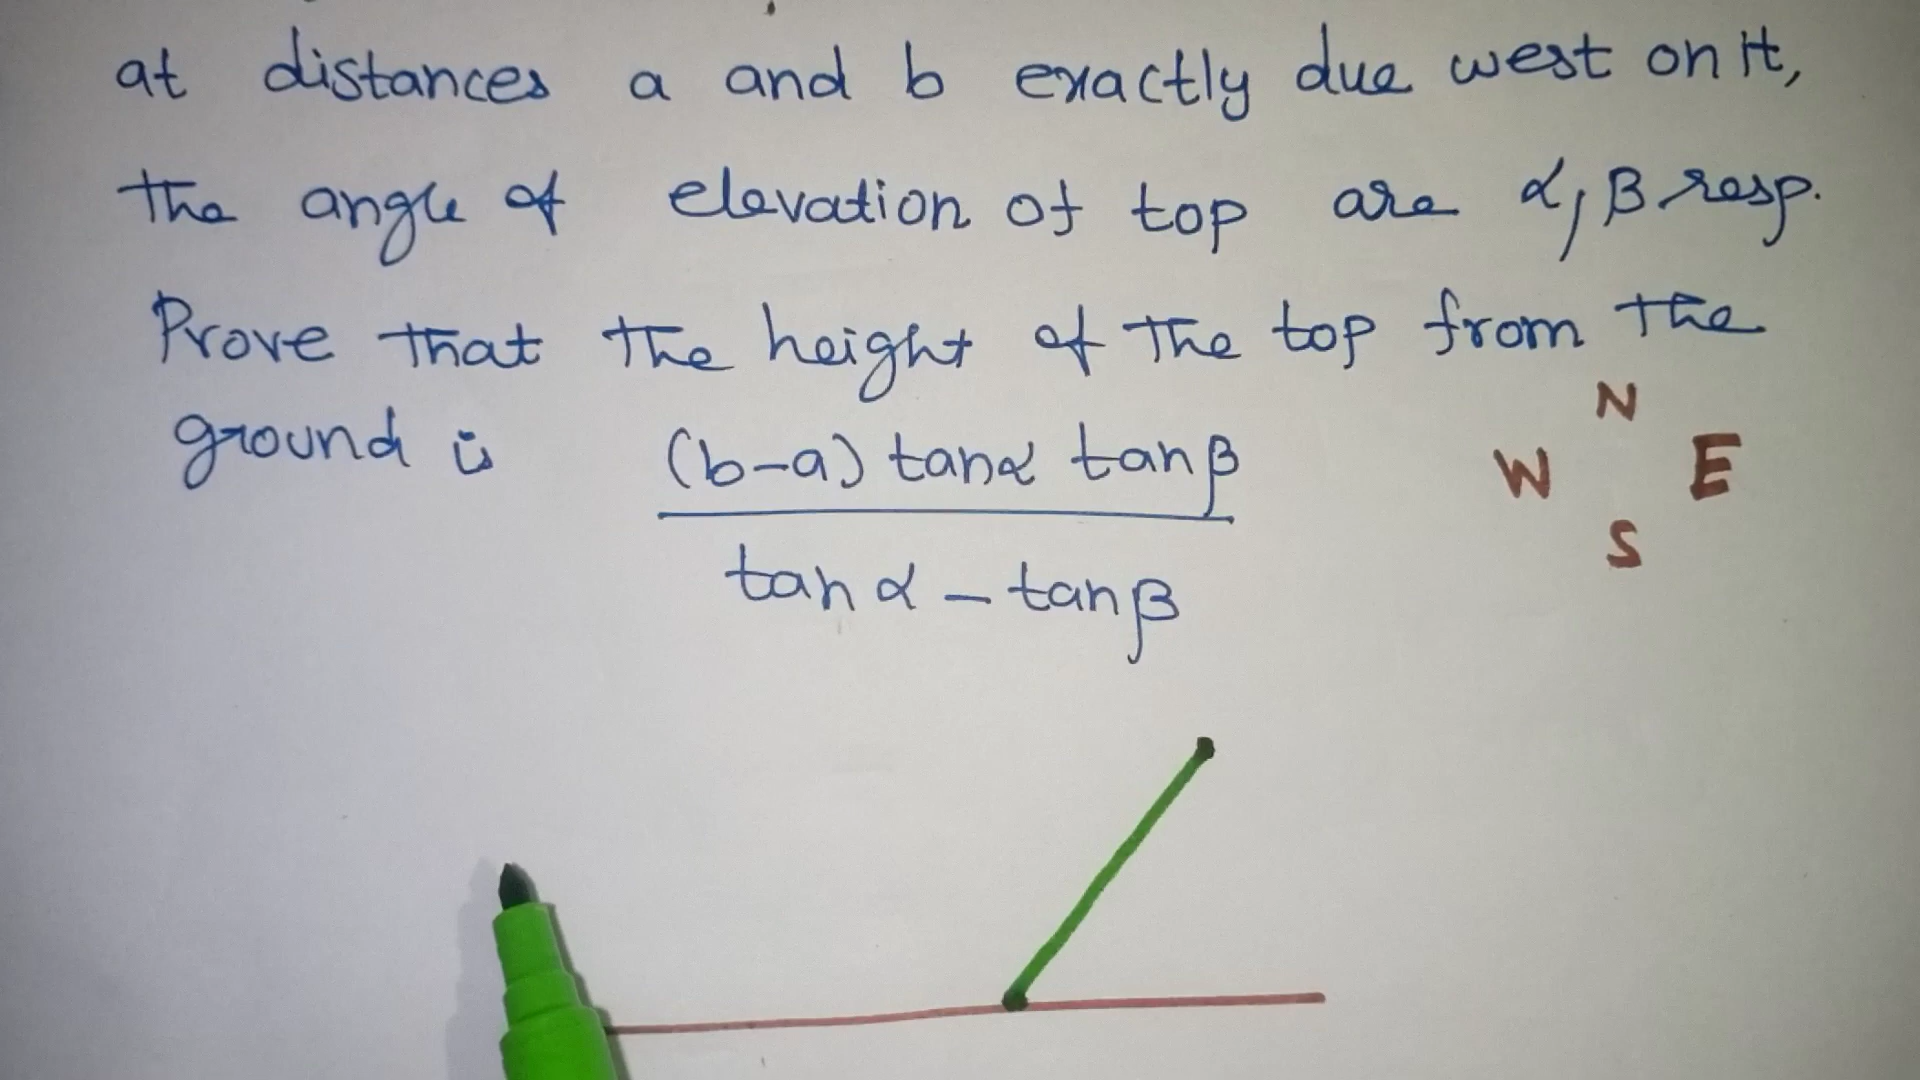 at distances a and b exactly due west on it,
the angle of elevation of top are α, β resp.
Prove that the height of the top from the
ground is (b-a) tanα tanβ
tanα - tanβ
N
W E
S